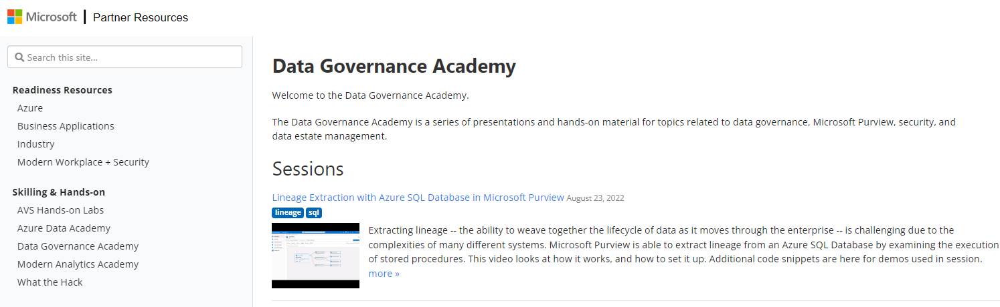 Microsoft | Partner Resources
Search this site...
Readiness Resources
Azure
Business Applications
Industry
Modern Workplace + Security
Skilling & Hands-on
AVS Hands-on Labs
Azure Data Academy
Data Governance Academy
Modern Analytics Academy
What the Hack
Data Governance Academy
Welcome to the Data Governance Academy.
The Data Governance Academy is a series of presentations and hands-on material for topics related to data governance, Microsoft Purview, security, and
data estate management.
Sessions
Lineage Extraction with Azure SQL Database in Microsoft Purview August 23, 2022
lineage sql
Extracting lineage -- the ability to weave together the lifecycle of data as it moves through the enterprise -- is challenging due to the
complexities of many different systems. Microsoft Purview is able to extract lineage from an Azure SQL Database by examining the execution
of stored procedures. This video looks at how it works, and how to set it up. Additional code snippets are here for demos used in session.
more »